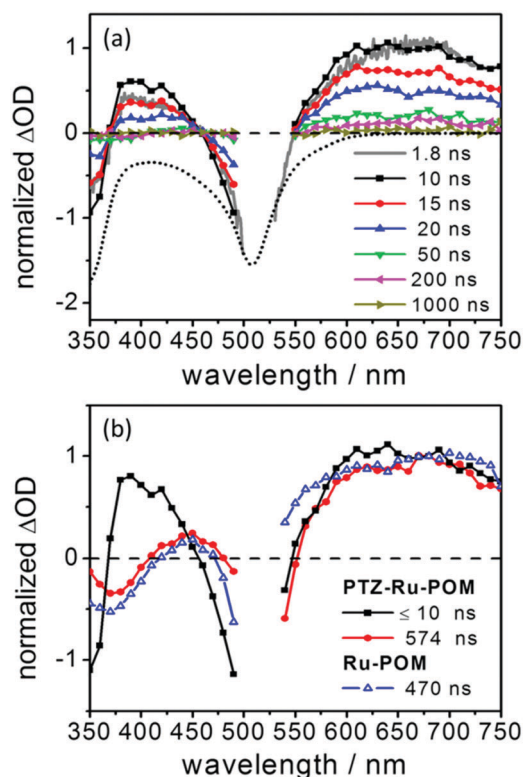 (a)
normalized ΔOD
1
0
-1
-2
1.8 ns
10 ns
15 ns
20 ns
50 ns
200 ns
1000 ns
350 400 450 500 550 600 650 700 750
wavelength / nm
(b)
normalized ΔOD
1
0
-1
PTZ-Ru-POM
≤ 10 ns
574 ns
Ru-POM
470 ns
350 400 450 500 550 600 650 700 750
wavelength / nm